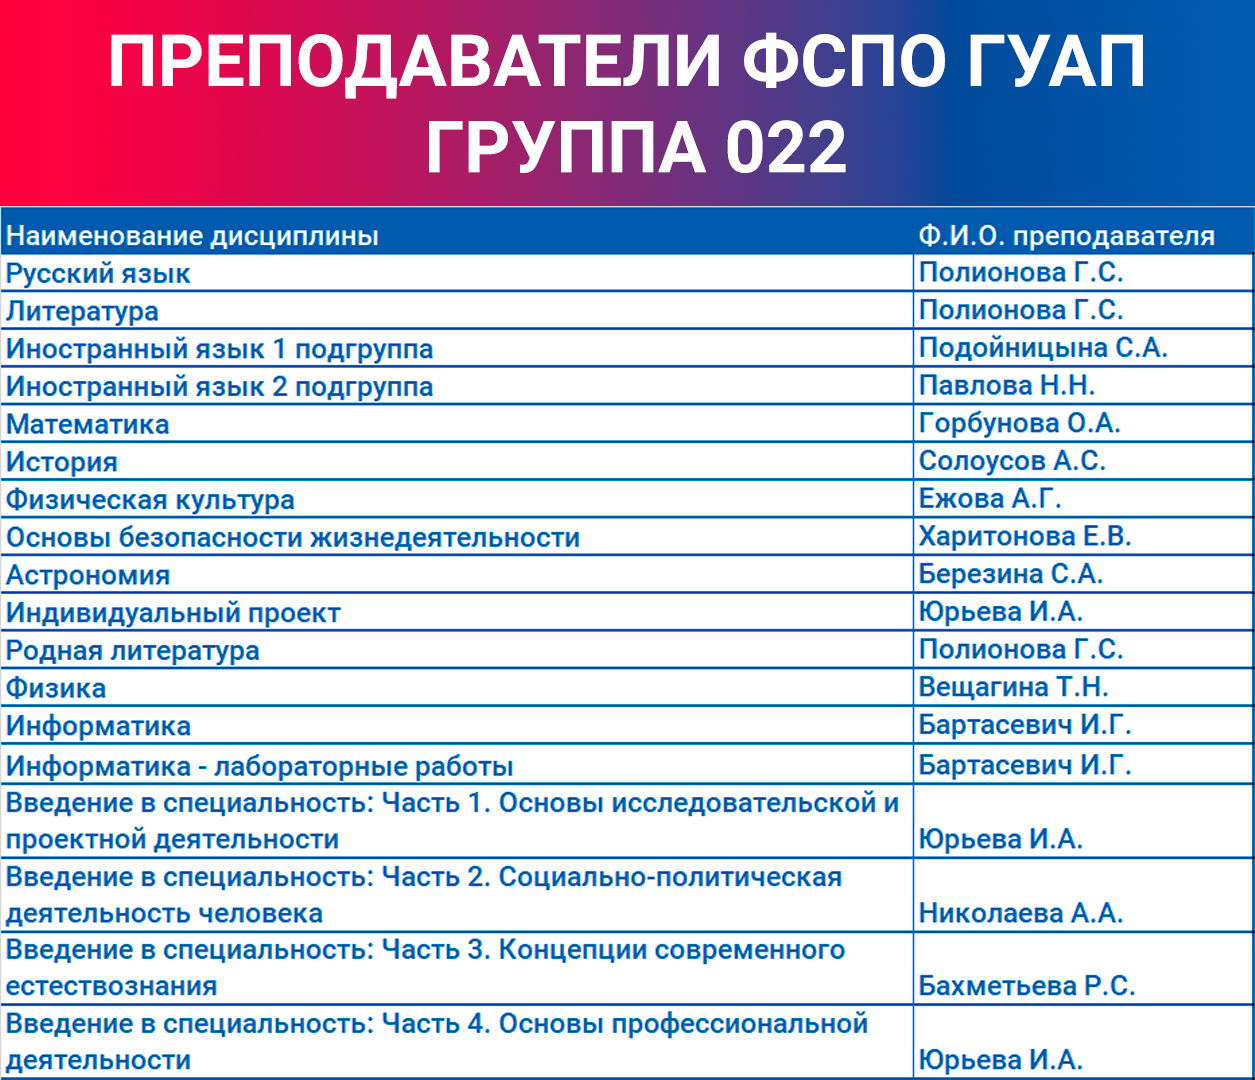 ПРЕПОДАВАТЕЛИ ФСПО ГУАП
ГРУППА 022
Наименование дисциплины Ф.И.О. преподавателя
Русский язык Полионова Г.С.
Литература Полионова Г.С.
Иностранный язык 1 подгруппа Подойницына С.А.
Иностранный язык 2 подгруппа Павлова Н.Н.
Математика Горбунова О.А.
История Солоусов А.С.
Физическая культура Ежова А.Г.
Основы безопасности жизнедеятельности Харитонова Е.В.
Астрономия Березина С.А.
Индивидуальный проект Юрьева И.А.
Родная литература Полионова Г.С.
Физика Вещагина Т.Н.
Информатика Бартасевич И.Г.
Информатика - лабораторные работы Бартасевич И.Г.
Введение в специальность: Часть 1. Основы исследовательской и
проектной деятельности Юрьева И.А.
Введение в специальность: Часть 2. Социально-политическая
деятельность человека Николаева А.А.
Введение в специальность: Часть 3. Концепции современного
естествознания Бахметьева Р.С.
Введение в специальность: Часть 4. Основы профессиональной
деятельности Юрьева И.А.